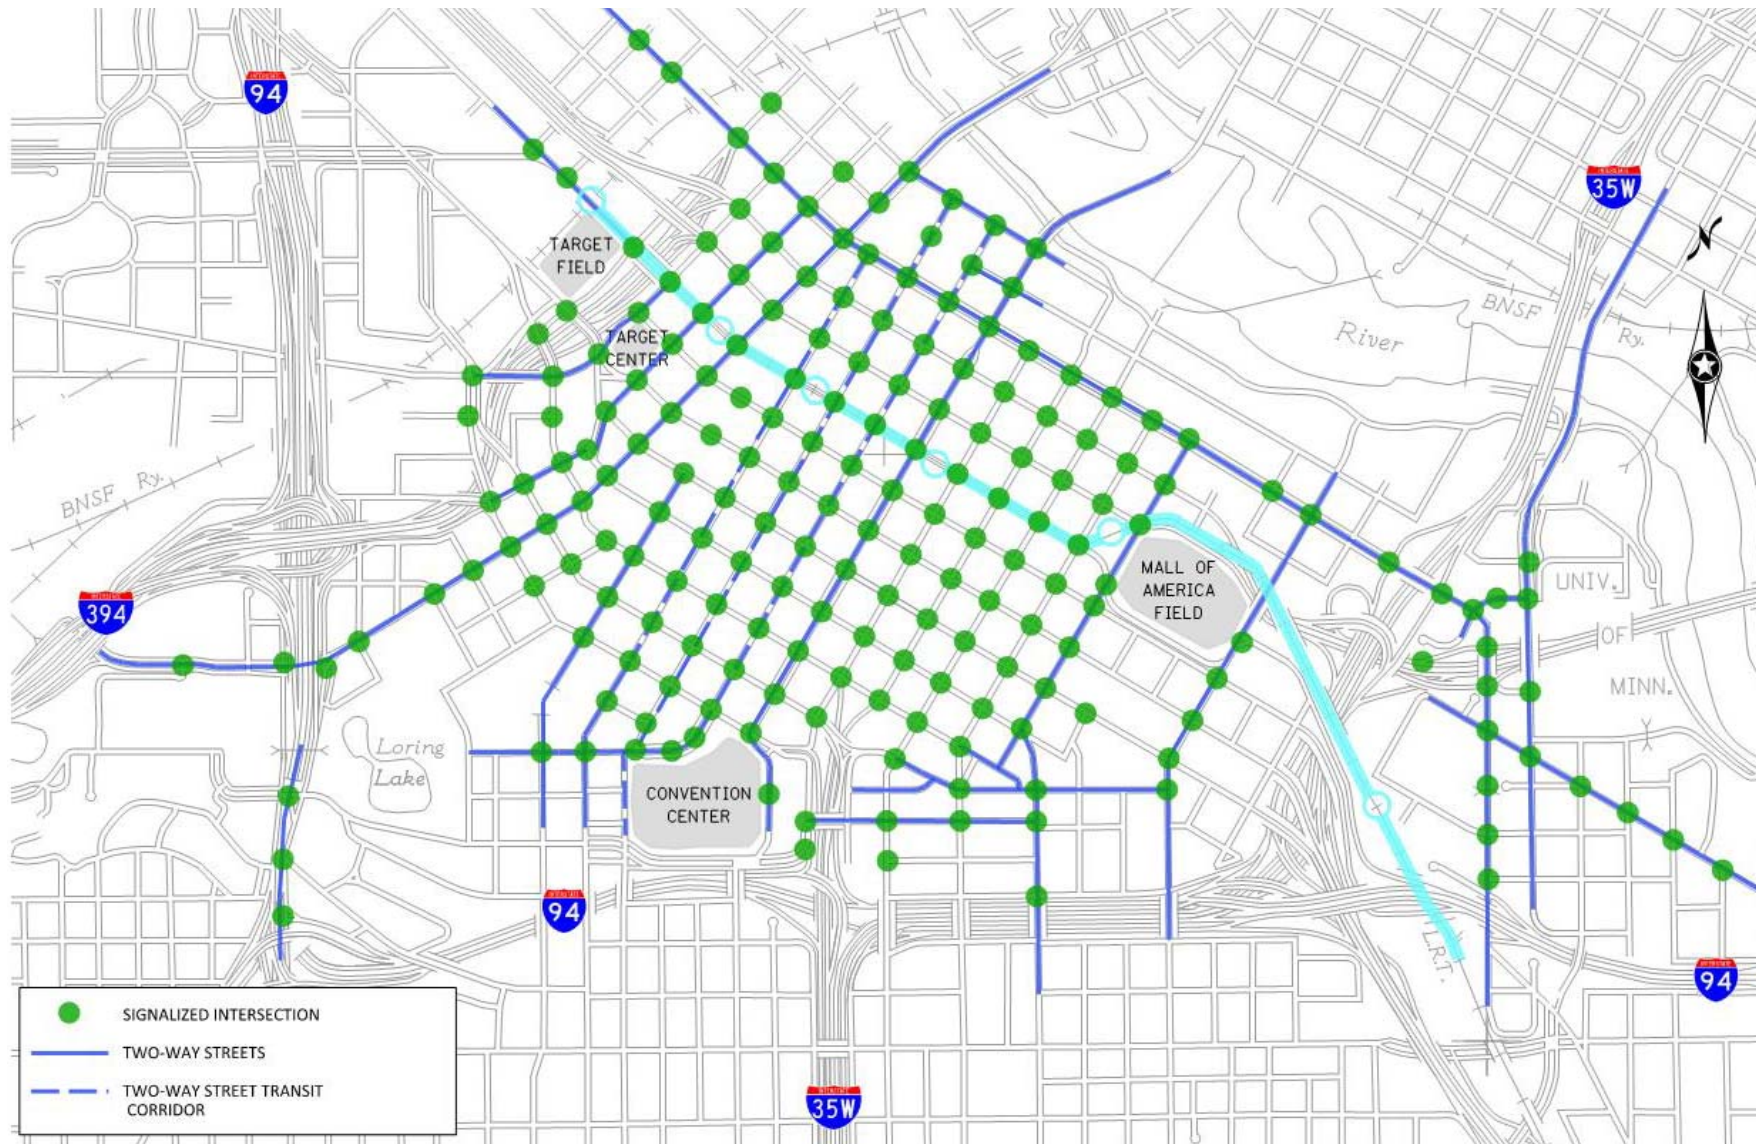 94
35W
N
TARGET
FIELD
BNSF
Ry.
River
TARGET
CENTER
BNSF Ry.
394
MALL OF
AMERICA
FIELD
UNIV.
OF
MINN.
Loring
Lake
CONVENTION
CENTER
94
L.R.T.
94
SIGNALIZED INTERSECTION
TWO-WAY STREETS
TWO-WAY STREET TRANSIT
CORRIDOR
35W